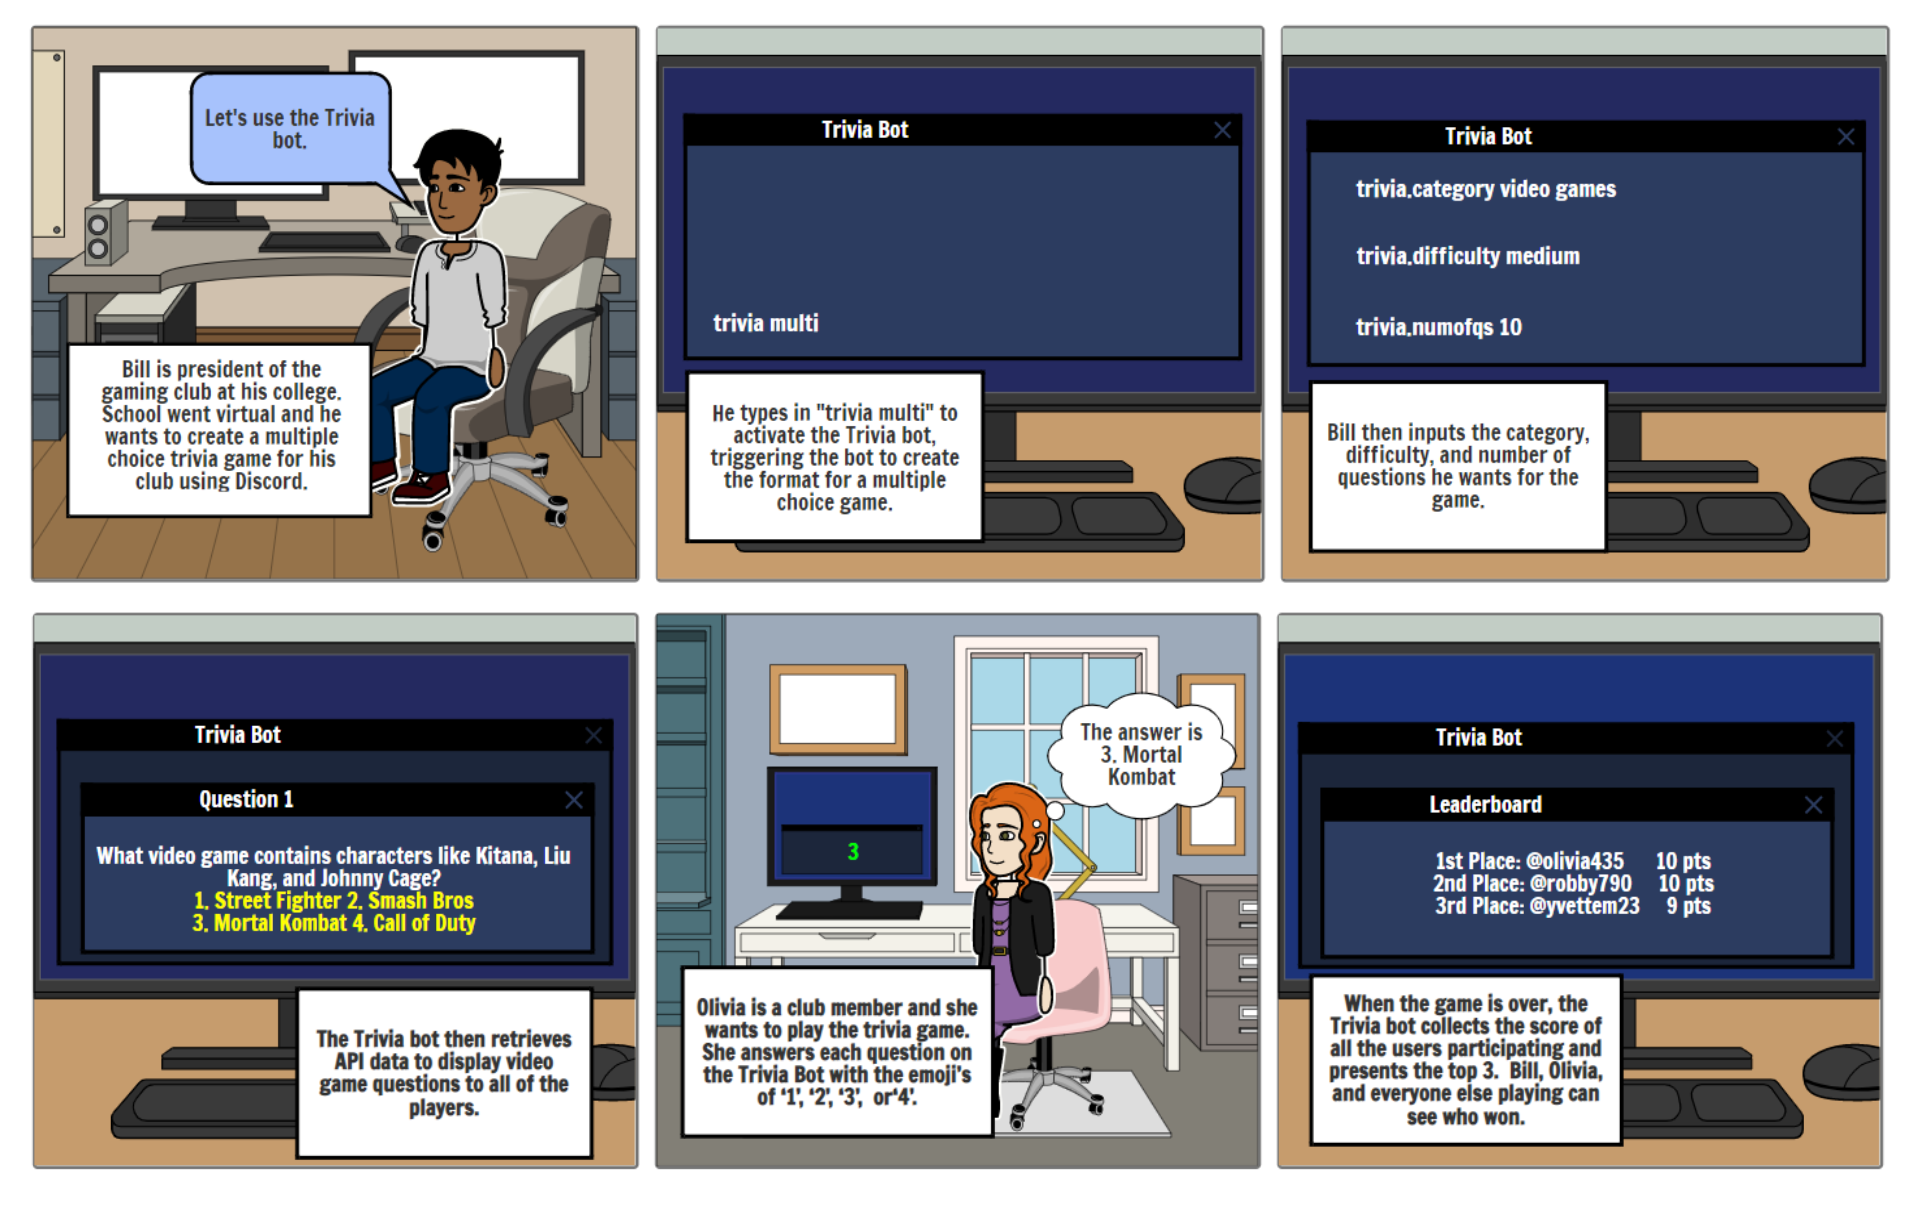 Let's use the Trivia
bot.
Bill is president of the
gaming club at his college.
School went virtual and he
wants to create a multiple
choice trivia game for his
club using Discord.
Trivia Bot
trivia multi
He types in "trivia multi" to
activate the Trivia bot,
triggering the bot to create
the format for a multiple
choice game.
Trivia Bot
trivia.category video games
trivia.difficulty medium
trivia.numofqs 10
Bill then inputs the category,
difficulty, and number of
questions he wants for the
game.
Trivia Bot
Question 1
What video game contains characters like Kitana, Liu
Kang, and Johnny Cage?
1. Street Fighter 2. Smash Bros
3. Mortal Kombat 4. Call of Duty
The Trivia bot then retrieves
API data to display video
game questions to all of the
players.
The answer is
3. Mortal
Kombat
3
Olivia is a club member and she
wants to play the trivia game.
She answers each question on
the Trivia Bot with the emoji's
of ‘1’, ‘2’, ‘3’, or‘4’.
Trivia Bot
Leaderboard
1st Place: @olivia435 10 pts
2nd Place: @robby790 10 pts
3rd Place: @yvettem23 9 pts
When the game is over, the
Trivia bot collects the score of
all the users participating and
presents the top 3. Bill, Olivia,
and everyone else playing can
see who won.